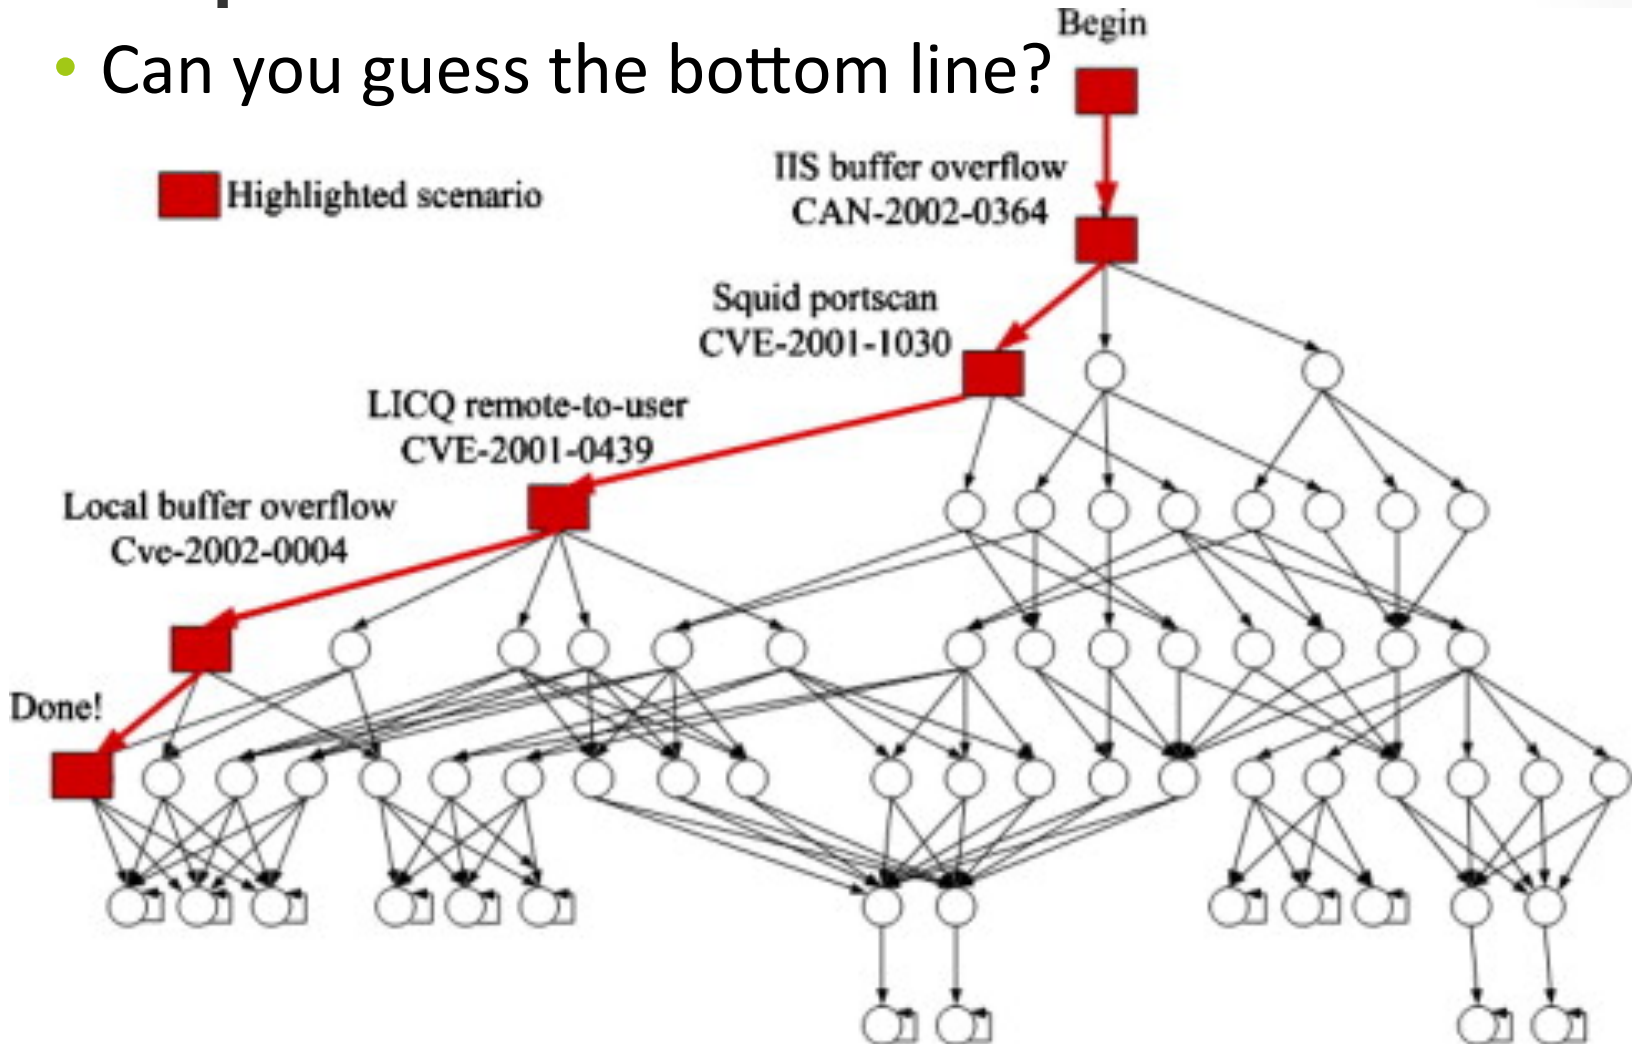 Begin
• Can you guess the bottom line?
IIS buffer overflow
CAN-2002-0364
Highlighted scenario
Squid portscan
CVE-2001-1030
LICQ remote-to-user
CVE-2001-0439
Local buffer overflow
Cve-2002-0004
Done!